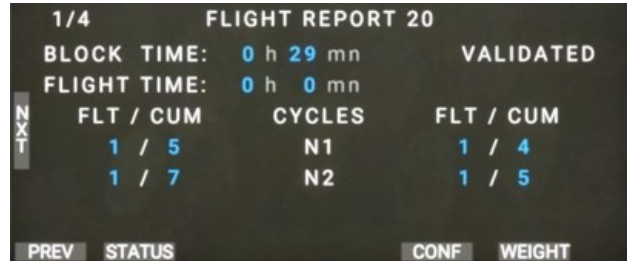 1/4 FLIGHT REPORT 20
BLOCK TIME: 0 h 29 mn VALIDATED
FLIGHT TIME: 0 h 0 mn
NXT
FLT / CUM CYCLES FLT / CUM
1 / 5 N1 1 / 4
1 / 7 N2 1 / 5
PREV STATUS CONF WEIGHT